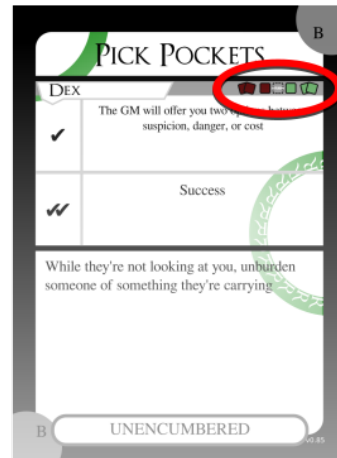 B
PICK POCKETS
DEX
✔
The GM will offer you two
suspicion, danger, or cost
✔✔
Success
While they're not looking at you, unburden
someone of something they're carrying
B
UNENCUMBERED
v0.85